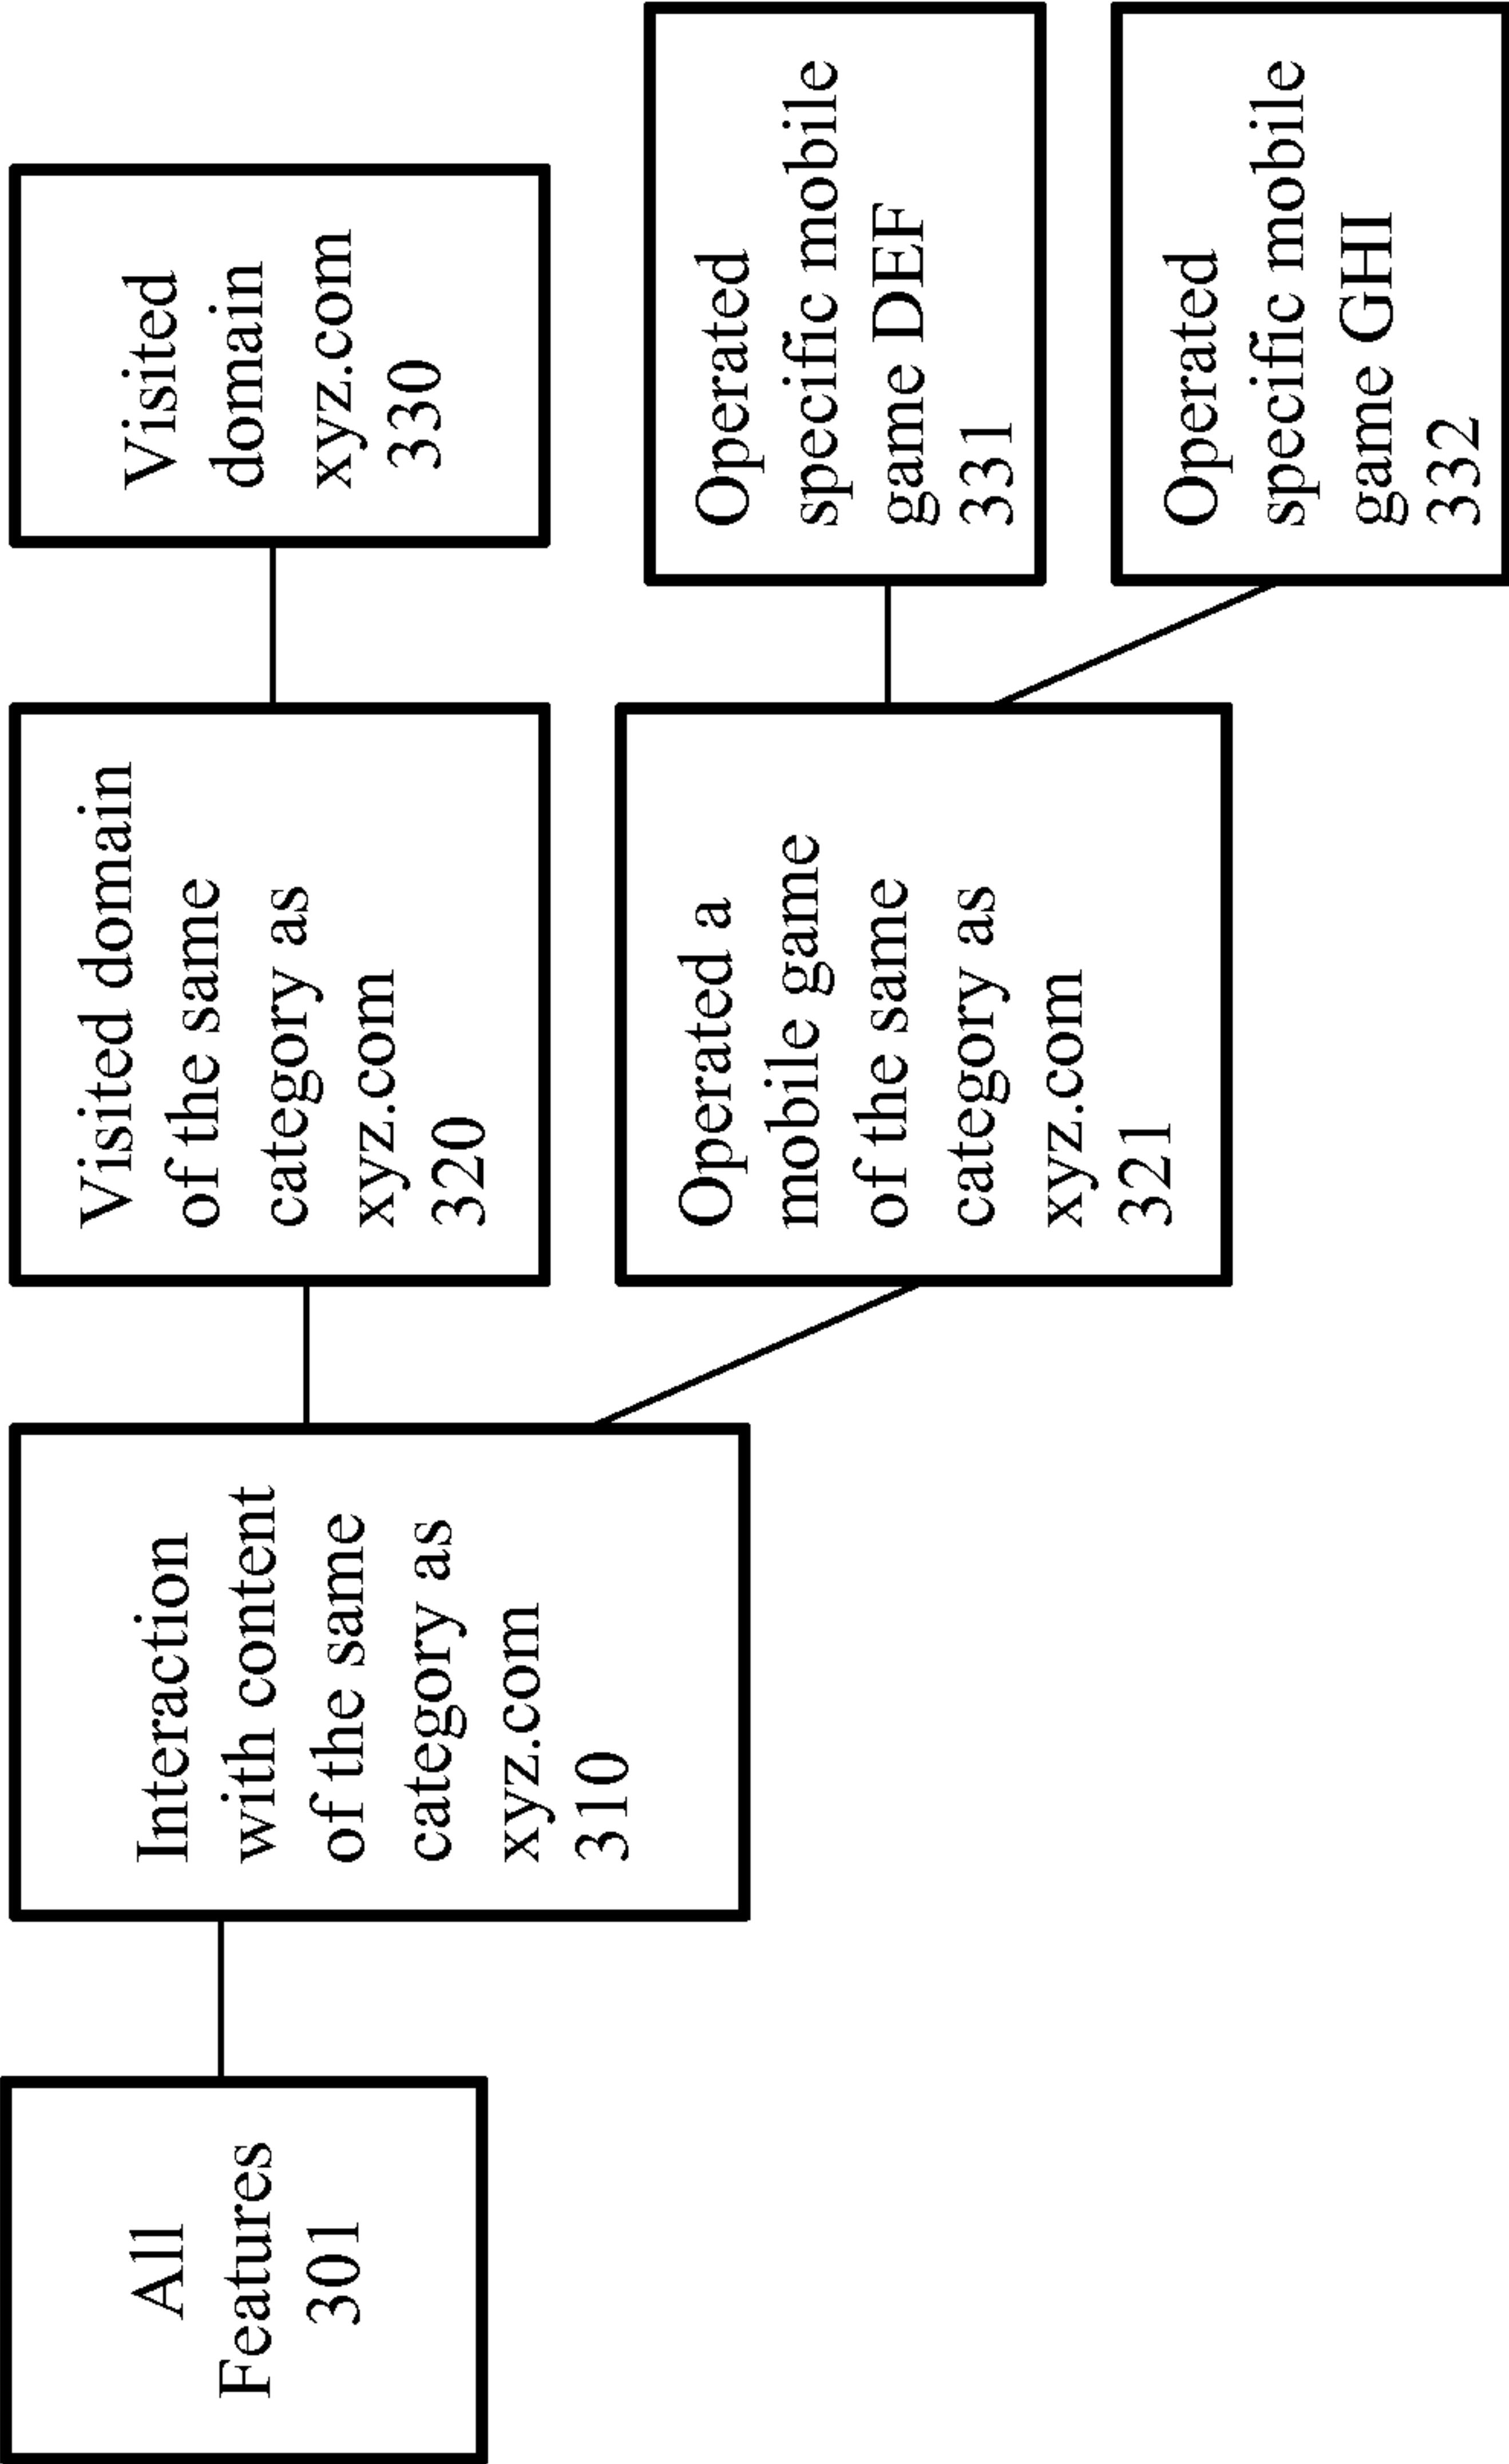 All
Features
301
Interaction
with content
of the same
category as
xyz.com
310
Visited domain
of the same
category as
xyz.com
320
Visited
domain
xyz.com
330
Operated a
mobile game
of the same
category as
xyz.com
321
Operated
specific mobile
game DEF
331
Operated
specific mobile
game GHI
332